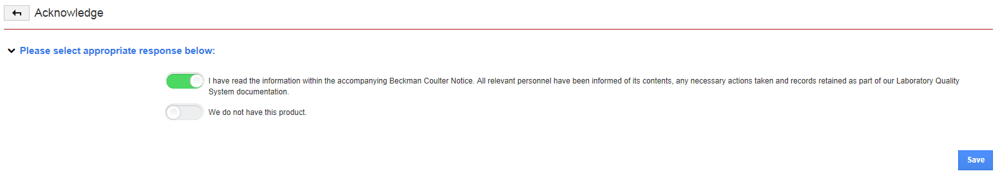 Acknowledge
Please select appropriate response below:
I have read the information within the accompanying Beckman Coulter Notice. All relevant personnel have been informed of its contents, any necessary actions taken and records retained as part of our Laboratory Quality
System documentation.
We do not have this product.
Save